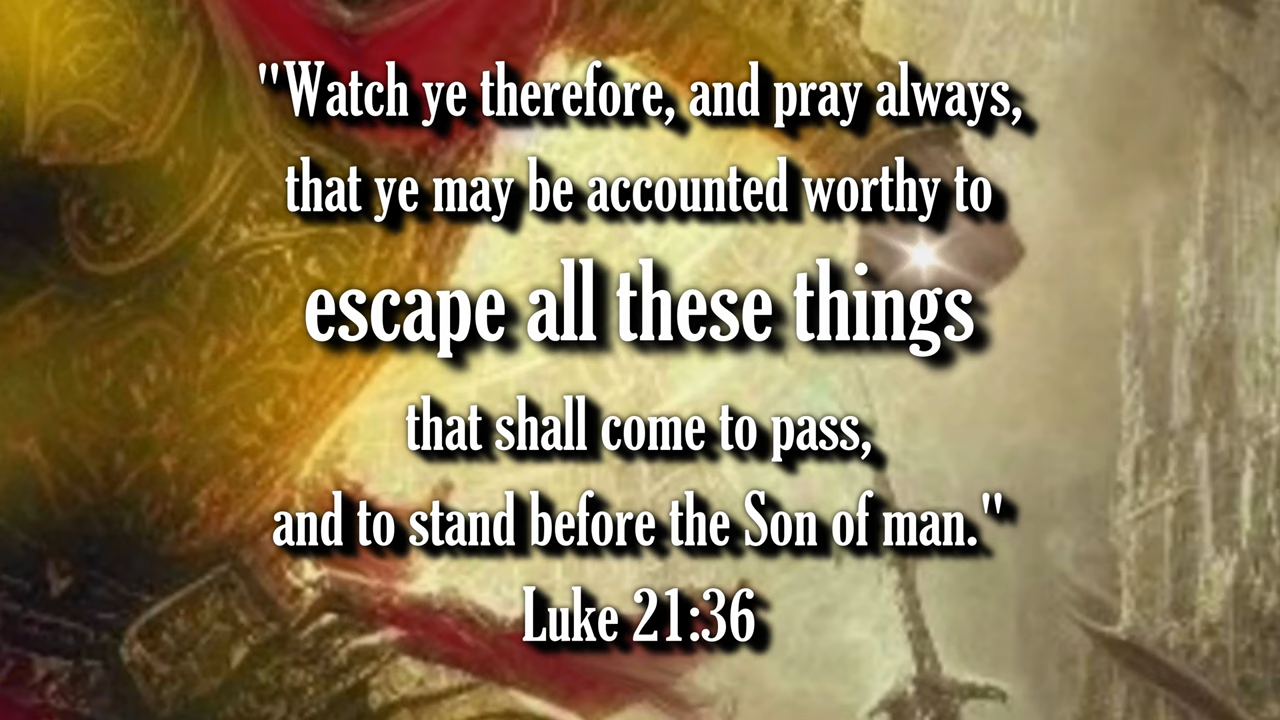 "Watch ye therefore, and pray always,
that ye may be accounted worthy to
escape all these things
that shall come to pass,
and to stand before the Son of man."
Luke 21:36